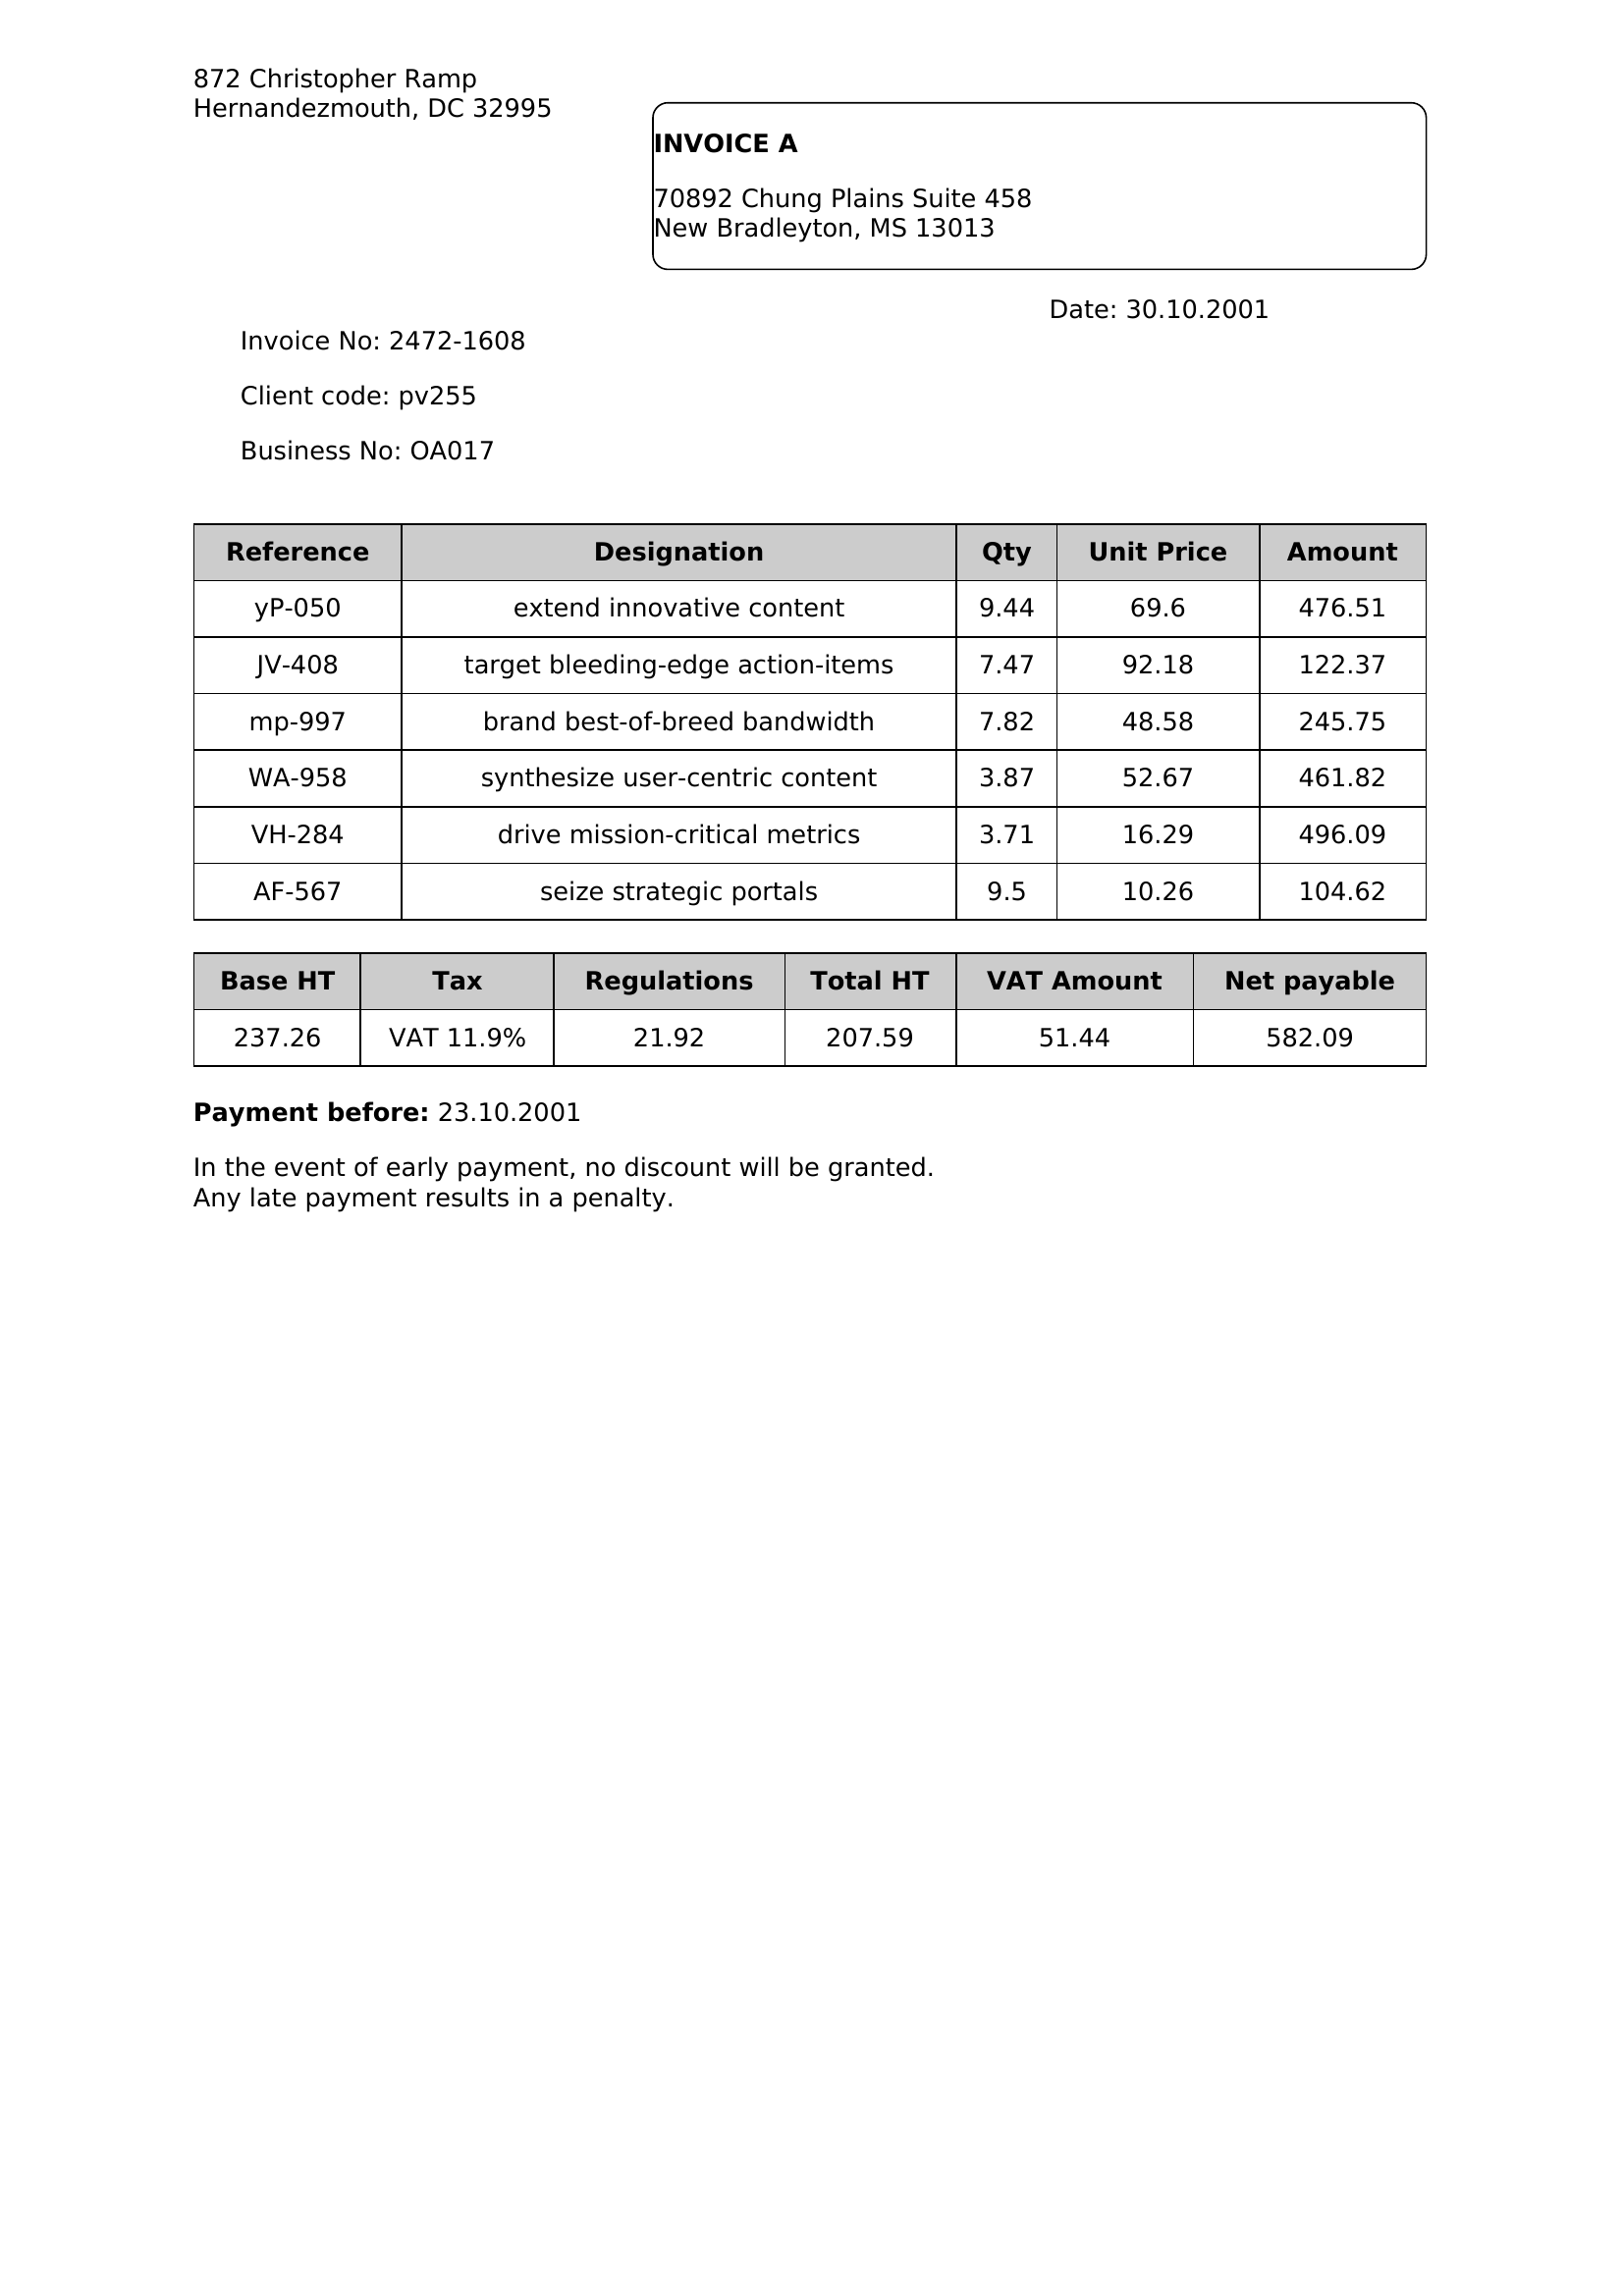 872 Christopher Ramp
Hernandezmouth, DC 32995
INVOICE A
70892 Chung Plains Suite 458
New Bradleyton, MS 13013
Date: 30.10.2001
Invoice No: 2472-1608
Client code: pv255
Business No: OA017
Reference Designation Qty Unit Price Amount
yP-050 extend innovative content 9.44 69.6 476.51
JV-408 target bleeding-edge action-items 7.47 92.18 122.37
mp-997 brand best-of-breed bandwidth 7.82 48.58 245.75
WA-958 synthesize user-centric content 3.87 52.67 461.82
VH-284 drive mission-critical metrics 3.71 16.29 496.09
AF-567 seize strategic portals 9.5 10.26 104.62
Base HT Tax Regulations Total HT VAT Amount Net payable
237.26 VAT 11.9% 21.92 207.59 51.44 582.09
Payment before: 23.10.2001
In the event of early payment, no discount will be granted.
Any late payment results in a penalty.